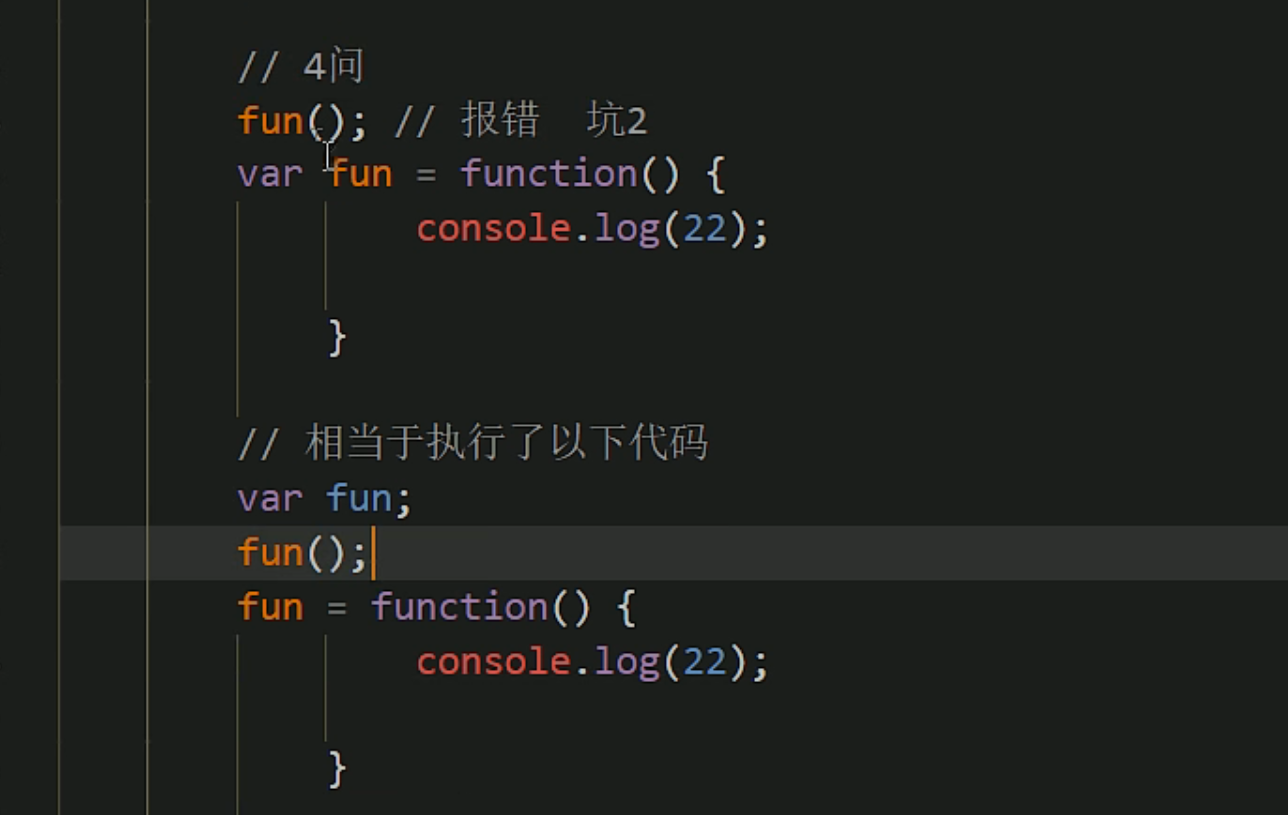 // 4问
fun(); // 报错  坑2
var fun = function() {
console.log(22);
}
// 相当于执行了以下代码
var fun;
fun();
fun = function() {
console.log(22);
}